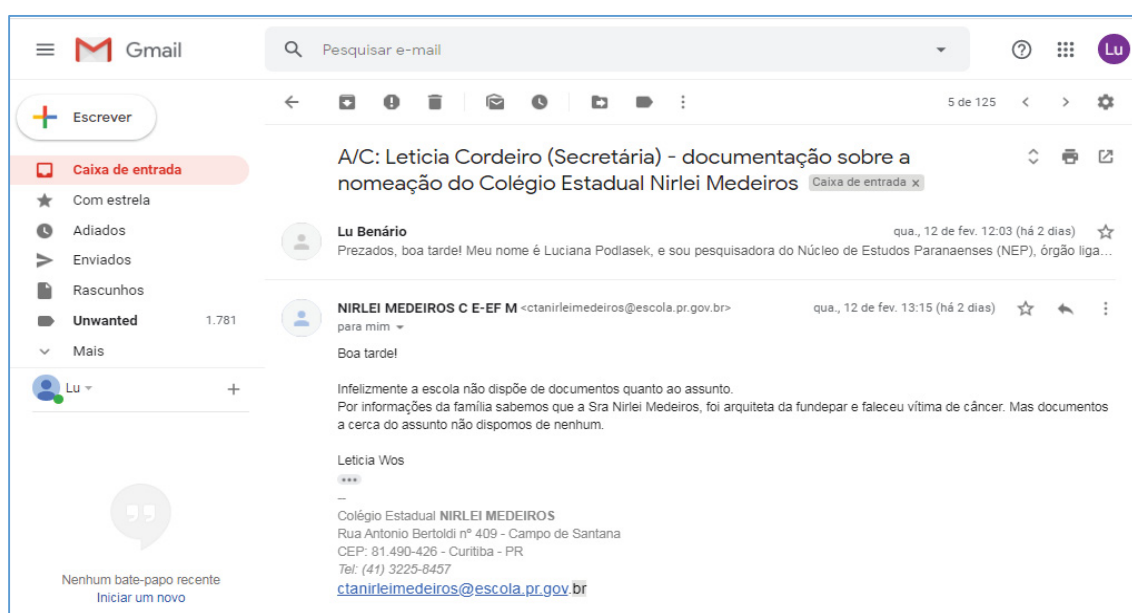 Gmail
Pesquisar e-mail
Lu
Escrever
5 de 125
Caixa de entrada
Com estrela
Adiados
Enviados
Rascunhos
Unwanted 1.781
Mais
Lu
Nenhum bate-papo recente
Iniciar um novo
A/C: Leticia Cordeiro (Secretária) - documentação sobre a
nomeação do Colégio Estadual Nirlei Medeiros Caixa de entrada x
Lu Benário qua., 12 de fev. 12:03 (há 2 dias)
Prezados, boa tarde! Meu nome é Luciana Podlasek, e sou pesquisadora do Núcleo de Estudos Paranaenses (NEP), órgão liga...
NIRLEI MEDEIROS C E-EF M <ctanirleimedeiros@escola.pr.gov.br> qua., 12 de fev. 13:15 (há 2 dias)
para mim
Boa tarde!
Infelizmente a escola não dispõe de documentos quanto ao assunto.
Por informações da família sabemos que a Sra Nirlei Medeiros, foi arquiteta da fundepar e faleceu vítima de câncer. Mas documentos
a cerca do assunto não dispomos de nenhum.
Leticia Wos
...
--
Colégio Estadual NIRLEI MEDEIROS
Rua Antonio Bertoldi nº 409 - Campo de Santana
CEP: 81.490-426 - Curitiba - PR
Tel: (41) 3225-8457
ctanirleimedeiros@escola.pr.gov.br